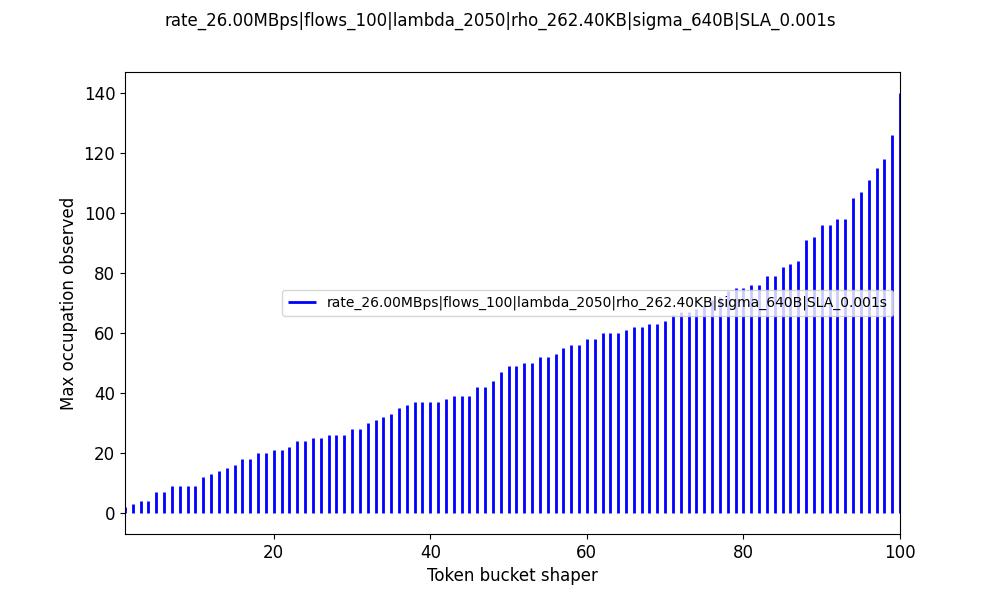 rate_26.00MBps|flows_100|lambda_2050|rho_262.40KB|sigma_640B|SLA_0.001s
140
120
100
80
60
40
20
0
Max occupation observed
rate_26.00MBps|flows_100|lambda_2050|rho_262.40KB|sigma_640B|SLA_0.001s
20 40 60 80 100
Token bucket shaper